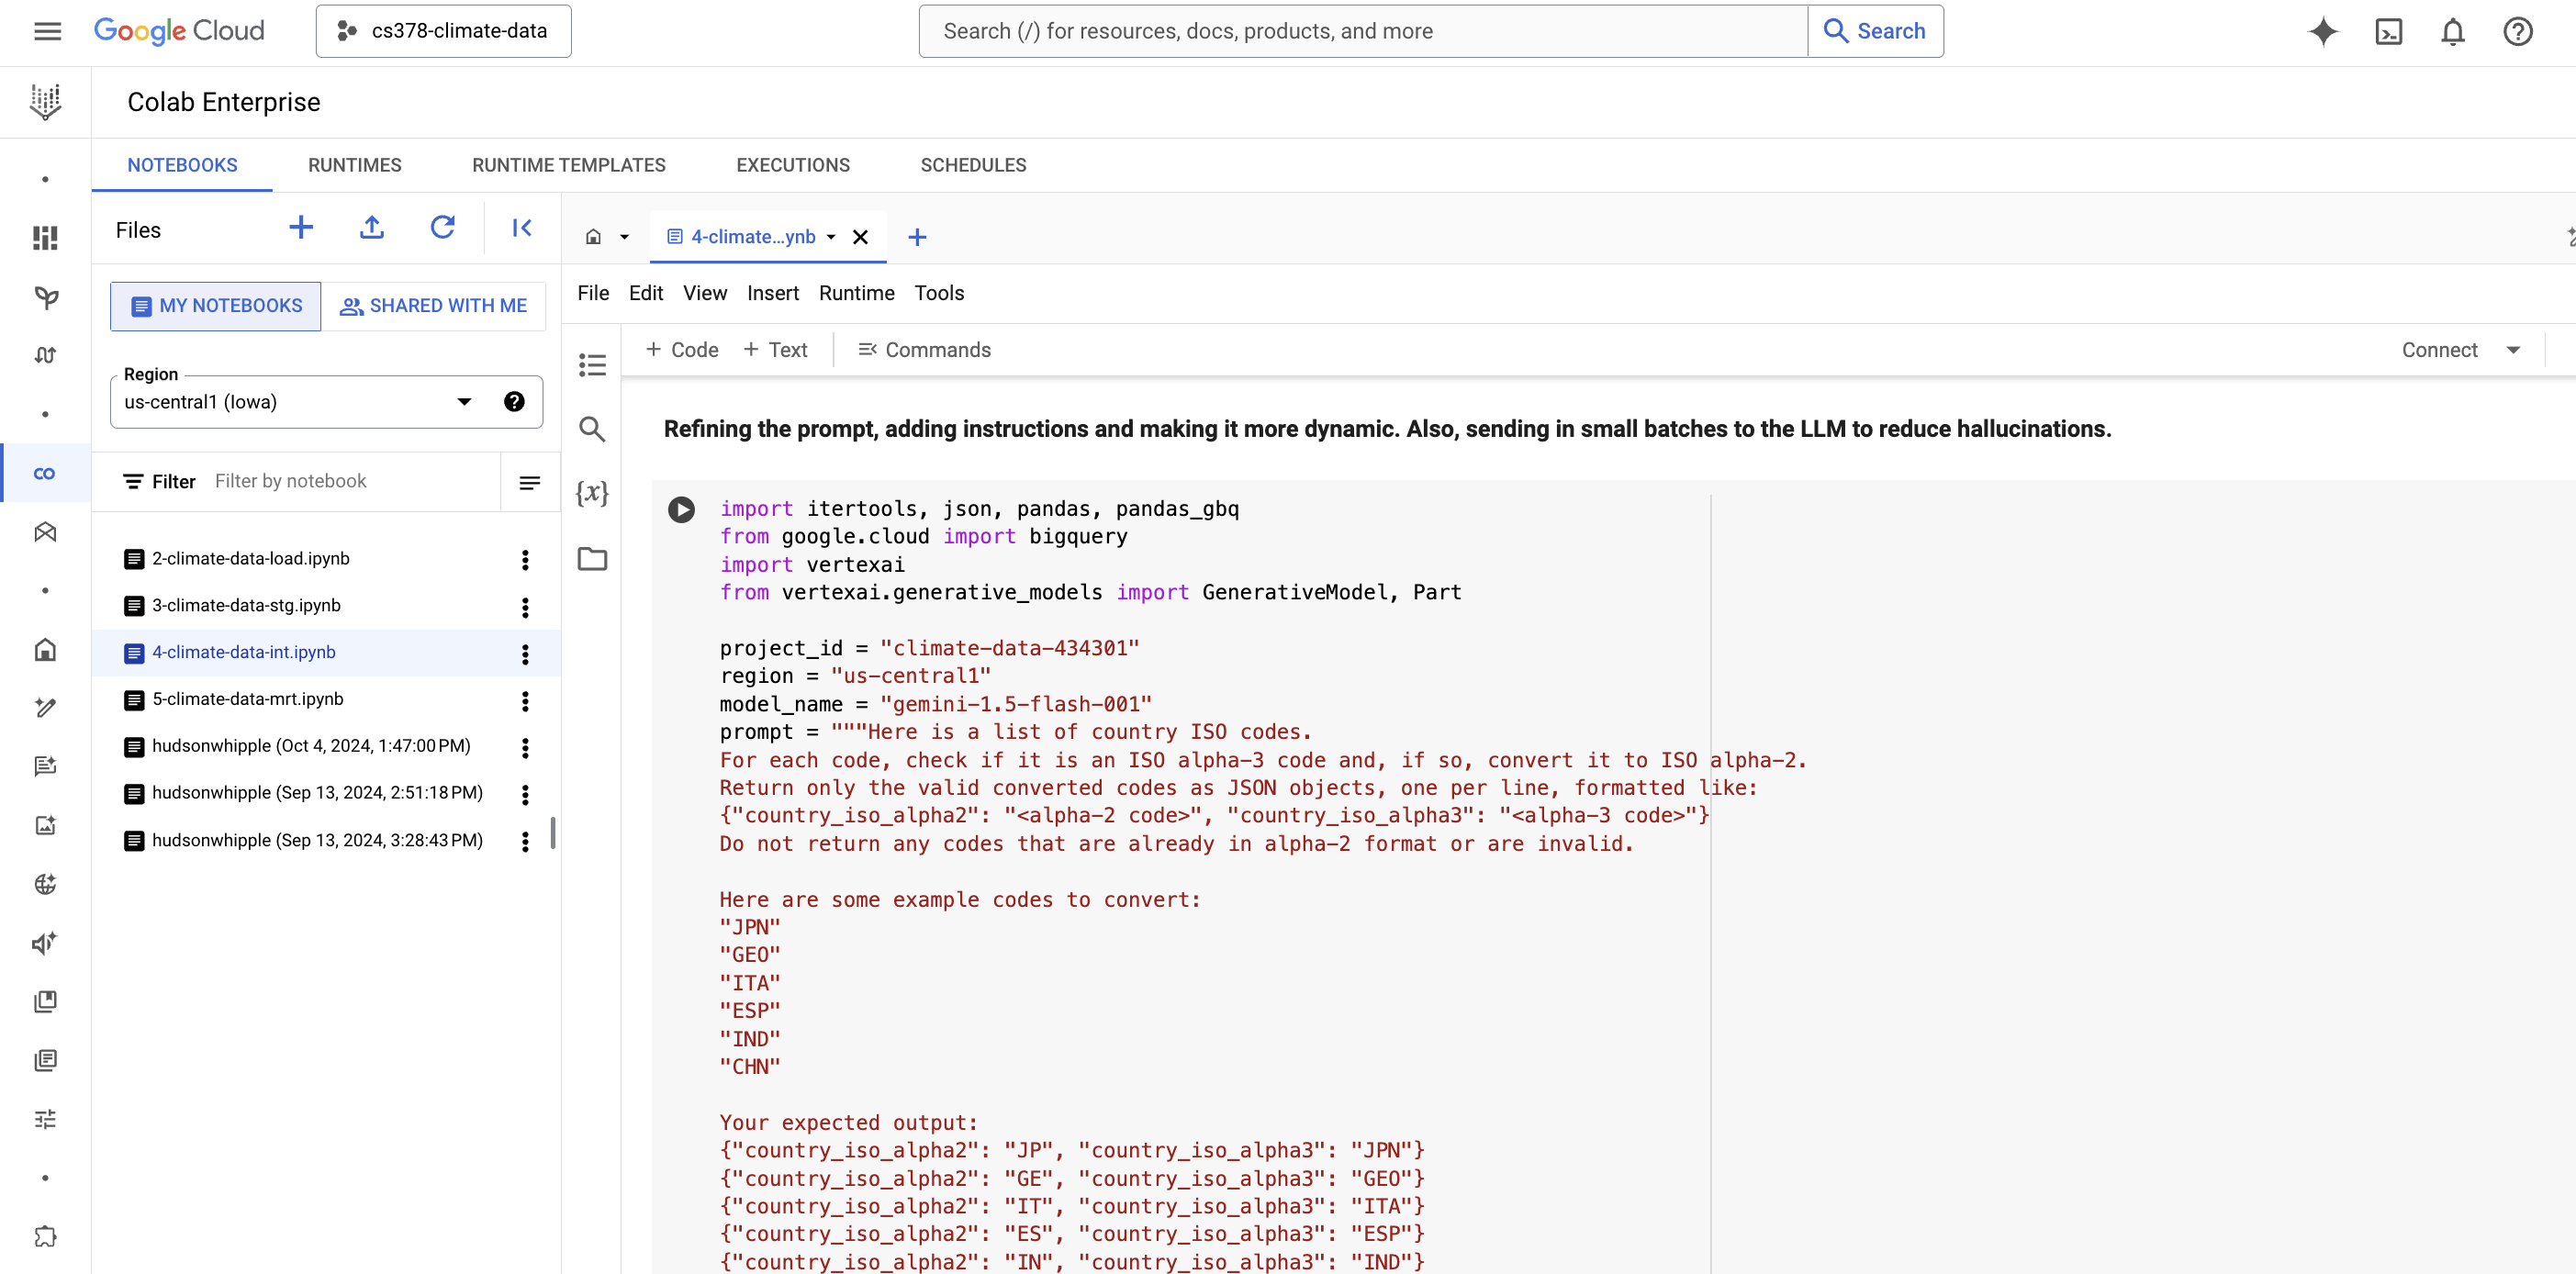 Google Cloud
cs378-climate-data
Search (/) for resources, docs, products, and more
Search
Colab Enterprise
NOTEBOOKS
RUNTIMES
RUNTIME TEMPLATES
EXECUTIONS
SCHEDULES
Files
4-climate...ynb
MY NOTEBOOKS
SHARED WITH ME
File Edit View Insert Runtime Tools
Region
us-central1 (Iowa)
+ Code + Text
Commands
Connect
Filter Filter by notebook
CO
{x}
2-climate-data-load.ipynb
3-climate-data-stg.ipynb
4-climate-data-int.ipynb
5-climate-data-mrt.ipynb
hudsonwhipple (Oct 4, 2024, 1:47:00 PM)
hudsonwhipple (Sep 13, 2024, 2:51:18 PM)
hudsonwhipple (Sep 13, 2024, 3:28:43 PM)
Refining the prompt, adding instructions and making it more dynamic. Also, sending in small batches to the LLM to reduce hallucinations.
import itertools, json, pandas, pandas_gbq
from google.cloud import bigquery
import vertexai
from vertexai.generative_models import GenerativeModel, Part
project_id = "climate-data-434301"
region = "us-central1"
model_name = "gemini-1.5-flash-001"
prompt = """Here is a list of country ISO codes.
For each code, check if it is an ISO alpha-3 code and, if so, convert it to ISO alpha-2.
Return only the valid converted codes as JSON objects, one per line, formatted like:
{"country_iso_alpha2": "<alpha-2 code>", "country_iso_alpha3": "<alpha-3 code>"}
Do not return any codes that are already in alpha-2 format or are invalid.
Here are some example codes to convert:
"JPN"
"GEO"
"ITA"
"ESP"
"IND"
"CHN"
Your expected output:
{"country_iso_alpha2": "JP", "country_iso_alpha3": "JPN"}
{"country_iso_alpha2": "GE", "country_iso_alpha3": "GEO"}
{"country_iso_alpha2": "IT", "country_iso_alpha3": "ITA"}
{"country_iso_alpha2": "ES", "country_iso_alpha3": "ESP"}
{"country_iso_alpha2": "IN", "country_iso_alpha3": "IND"}